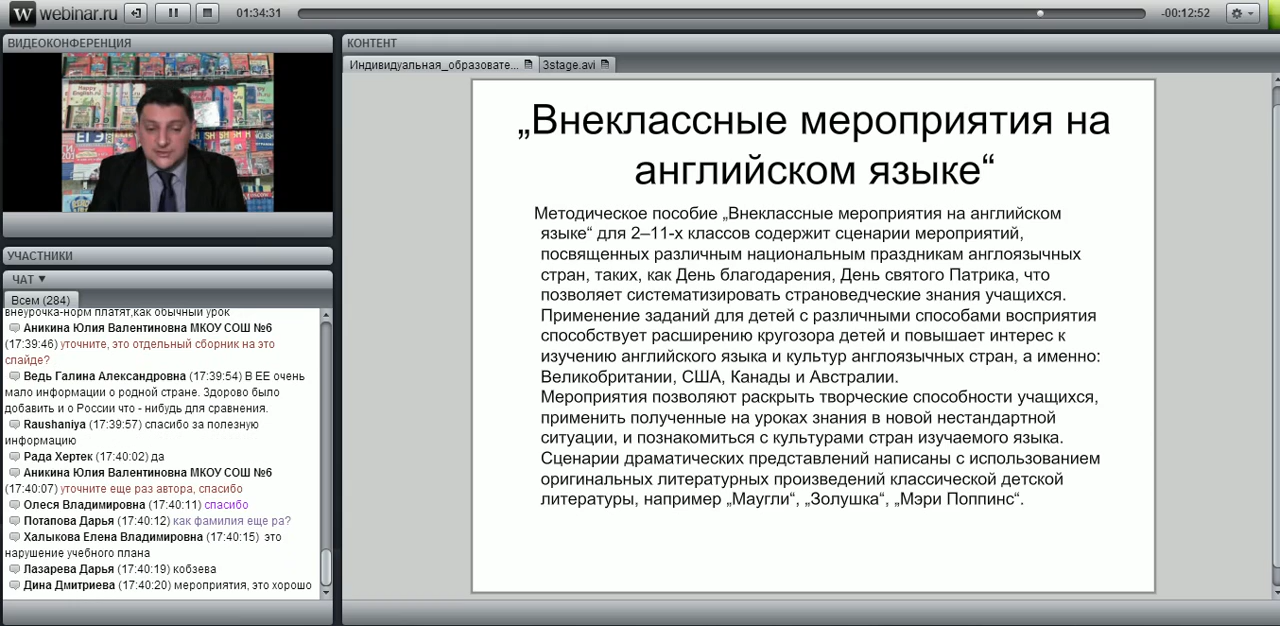 webinar.ru
01:34:31
-00:12:52
ВИДЕОКОНФЕРЕНЦИЯ
Happy English.ru
УЧАСТНИКИ
ЧАТ ▼
Всем (284)
внеурочка-норм платят,как обычный урок
Аникина Юлия Валентиновна МКОУ СОШ №6
(17:39:46) уточните, это отдельный сборник на это
слайде?
Ведь Галина Александровна (17:39:54) В ЕЕ очень
мало информации о родной стране. Здорово было
добавить и о России что - нибудь для сравнения.
Raushaniya (17:39:57) спасибо за полезную
информацию
Рада Хертек (17:40:02) да
Аникина Юлия Валентиновна МКОУ СОШ №6
(17:40:07) уточните еще раз автора, спасибо
Олеся Владимировна (17:40:11) спасибо
Потапова Дарья (17:40:12) как фамилия еще ра?
Халыкова Елена Владимировна (17:40:15) это
нарушение учебного плана
Лазарева Дарья (17:40:19) кобзева
Дина Дмитриева (17:40:20) мероприятия, это хорошо
КОНТЕНТ
Индивидуальная_образовате... 3stage.avi
„Внеклассные мероприятия на
английском языке“
Методическое пособие „Внеклассные мероприятия на английском
языке“ для 2–11-х классов содержит сценарии мероприятий,
посвященных различным национальным праздникам англоязычных
стран, таких, как День благодарения, День святого Патрика, что
позволяет систематизировать страноведческие знания учащихся.
Применение заданий для детей с различными способами восприятия
способствует расширению кругозора детей и повышает интерес к
изучению английского языка и культур англоязычных стран, а именно:
Великобритании, США, Канады и Австралии.
Мероприятия позволяют раскрыть творческие способности учащихся,
применить полученные на уроках знания в новой нестандартной
ситуации, и познакомиться с культурами стран изучаемого языка.
Сценарии драматических представлений написаны с использованием
оригинальных литературных произведений классической детской
литературы, например „Маугли“, „Золушка“, „Мэри Поппинс“.